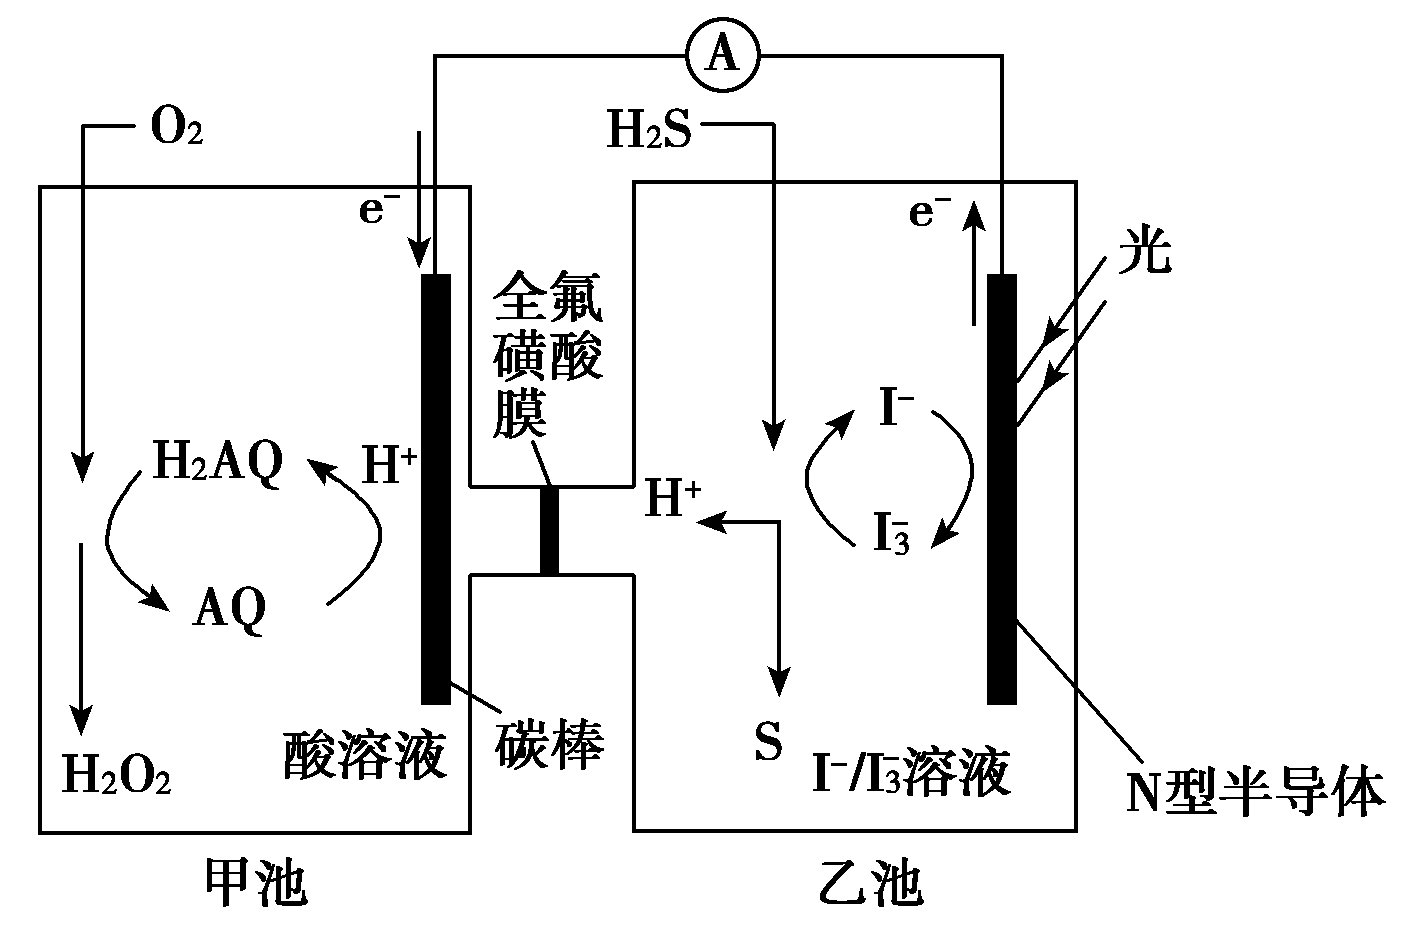 A
O₂
H₂S
e⁻
e⁻
光
全氟
磺酸
膜
H₂AQ
H⁺
I⁻
H⁺
I₃⁻
AQ
碳棒
S
酸溶液
H₂O₂
I⁻/I₃⁻溶液
N型半导体
甲池
乙池